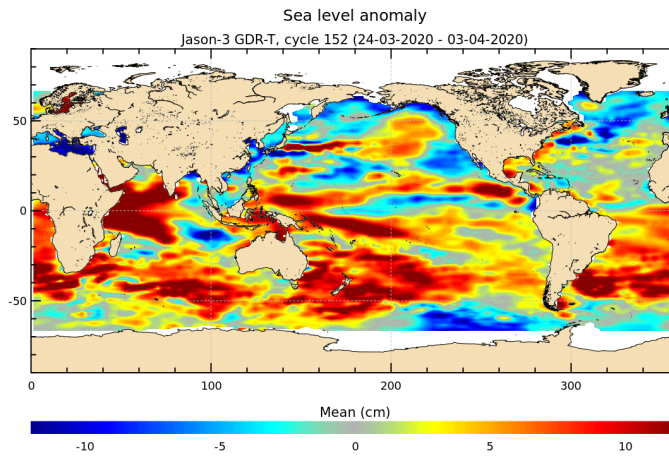 Sea level anomaly
Jason-3 GDR-T, cycle 152 (24-03-2020 - 03-04-2020)
50
0
-50
0 100 200 300
Mean (cm)
-10 -5 0 5 10